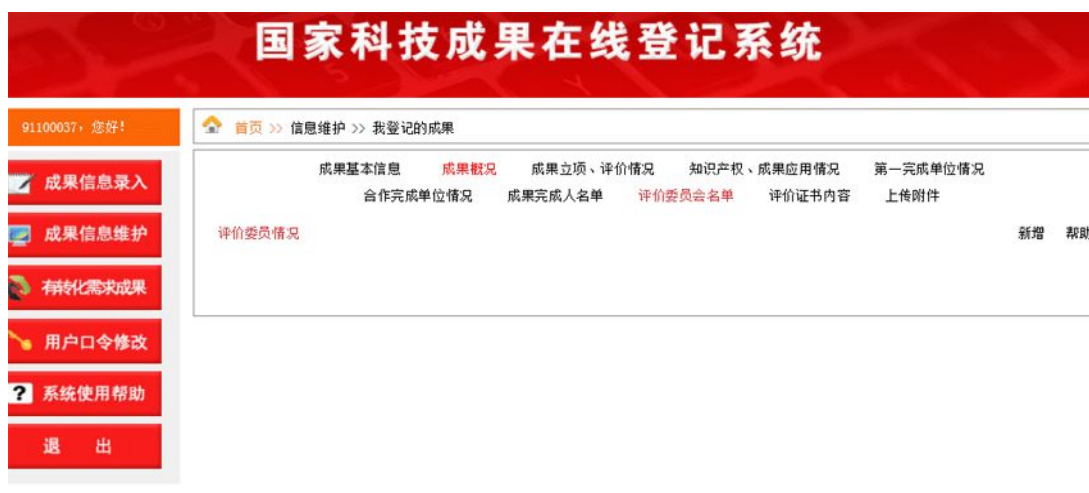 国家科技成果在线登记系统
91100037，您好！
首页 >> 信息维护 >> 我登记的成果
成果信息录入
成果信息维护
有转化需求成果
用户口令修改
? 系统使用帮助
退 出
成果基本信息 成果概况 成果立项、评价情况 知识产权、成果应用情况 第一完成单位情况
合作完成单位情况 成果完成人名单 评价委员会名单 评价证书内容 上传附件
评价委员情况 新增 帮助